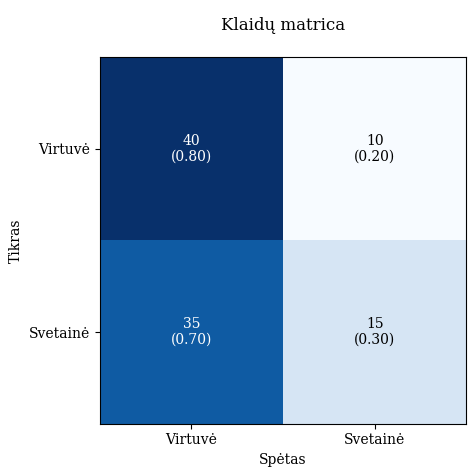 Klaidų matrica
Tikras
Virtuvė
40
(0.80)
10
(0.20)
Svetainė
35
(0.70)
15
(0.30)
Virtuvė
Svetainė
Spėtas